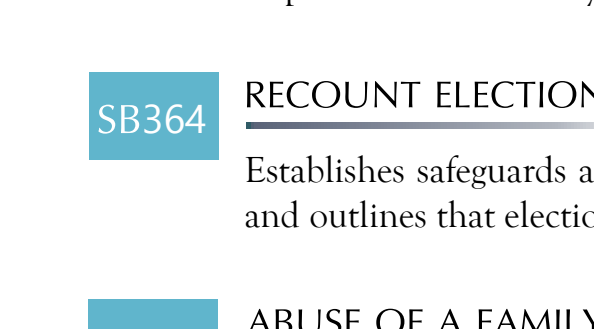 SB364
RECOUNT ELECTION
Establishes safeguards a
and outlines that electio
ABUSE OF A FAMILY